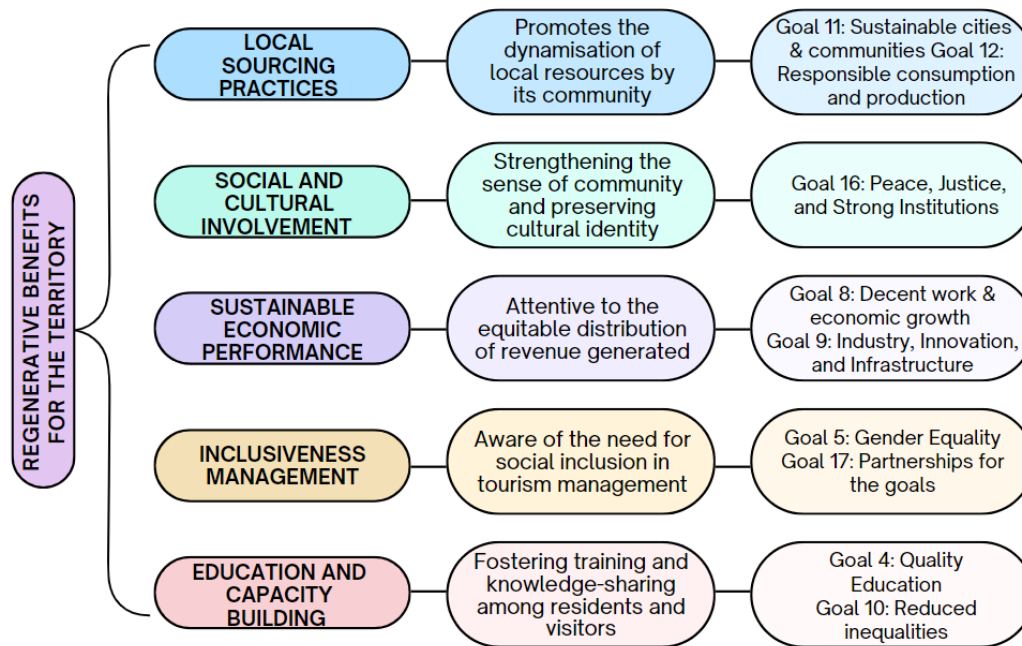 REGENERATIVE BENEFITS
FOR THE TERRITORY
LOCAL
SOURCING
PRACTICES
Promotes the
dynamisation of
local resources by
its community
Goal 11: Sustainable cities
& communities Goal 12:
Responsible consumption
and production
SOCIAL AND
CULTURAL
INVOLVEMENT
Strengthening the
sense of community
and preserving
cultural identity
Goal 16: Peace, Justice,
and Strong Institutions
SUSTAINABLE
ECONOMIC
PERFORMANCE
Attentive to the
equitable distribution
of revenue generated
Goal 8: Decent work &
economic growth
Goal 9: Industry, Innovation,
and Infrastructure
INCLUSIVENESS
MANAGEMENT
Aware of the need for
social inclusion in
tourism management
Goal 5: Gender Equality
Goal 17: Partnerships for
the goals
EDUCATION AND
CAPACITY
BUILDING
Fostering training and
knowledge-sharing
among residents and
visitors
Goal 4: Quality
Education
Goal 10: Reduced
inequalities